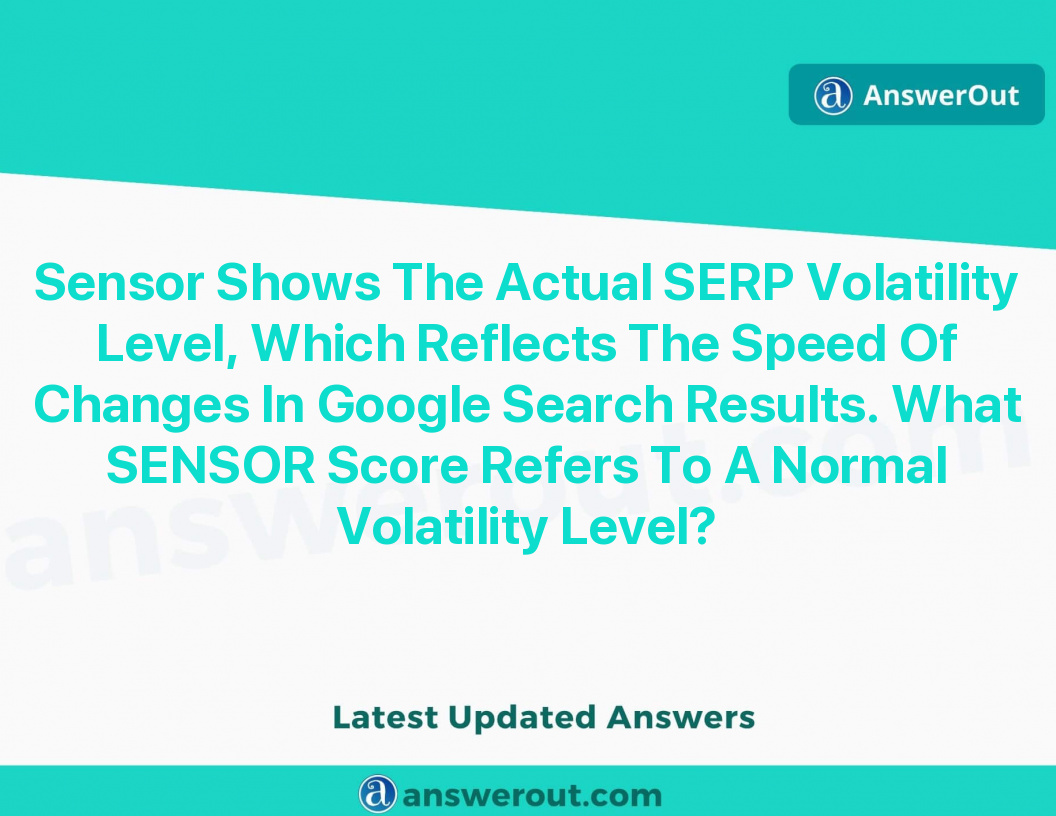 AnswerOut
Sensor Shows The Actual SERP Volatility
Level, Which Reflects The Speed Of
Changes In Google Search Results. What
SENSOR Score Refers To A Normal
Volatility Level?
answerout.com
Latest Updated Answers
answerout.com